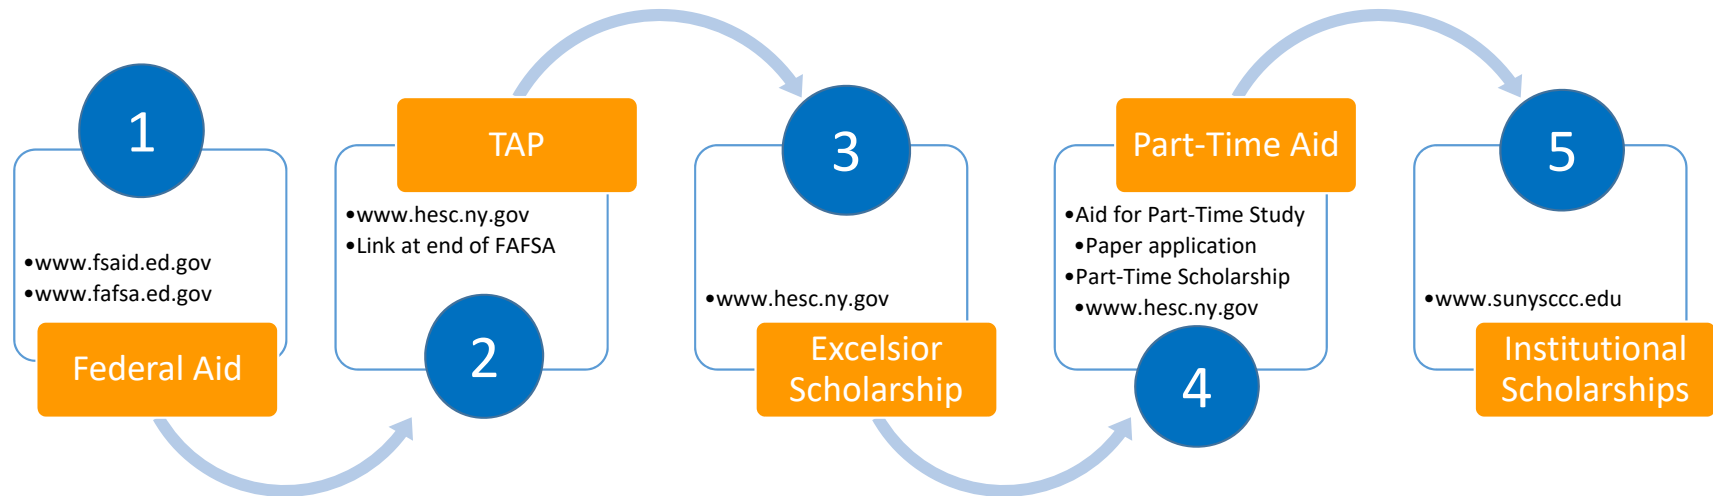 1
•www.fsaid.ed.gov
•www.fafsa.ed.gov
Federal Aid
TAP
•www.hesc.ny.gov
•Link at end of FAFSA
2
3
•www.hesc.ny.gov
Excelsior
Scholarship
Part-Time Aid
•Aid for Part-Time Study
•Paper application
•Part-Time Scholarship
•www.hesc.ny.gov
4
5
•www.sunysccc.edu
Institutional
Scholarships